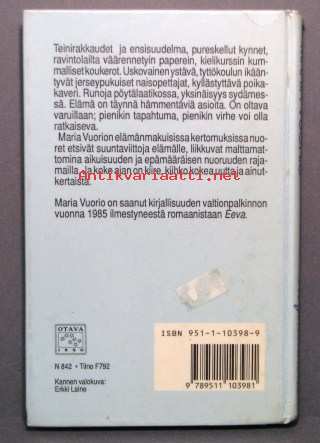 Teinirakkaudet ja ensisuudelma, pureskellut kynnet,
ravintolailta väärennetyin paperein, kielikurssin kum-
malliset koukerot. Uskovainen ystävä, tyttökoulun ikään-
tyvät jerseypukuiset naisopettajat, kyllästyttävä poika-
kaveri. Runoja pöytälaatikossa, yksinäisyys sydämes-
sä. Elämä on täynnä hämmentäviä asioita. On oltava
varuillaan; pienikin tapahtuma, pienikin virhe voi olla
ratkaiseva.
Maria Vuorion elämänmakuisissa kertomuksissa nuo-
ret etsivät suuntaviittoja elämälle, liikkuvat malttamat-
tomina aikuisuuden ja epämääräisen nuoruuden rajamailla
, ja koko ajan on kiire, kiihko kokea uutta ja ainut-
kertaista.
Maria Vuorio on saanut kirjallisuuden valtionpalkinnon
vuonna 1985 ilmestyneestä romaanistaan Eeva.
Antikvariaatti.net
OTAVA
1890
N 842 • Tilno F792
Kannen valokuva:
Erkki Laine
ISBN 951-1-10398-9
9 789511 103981